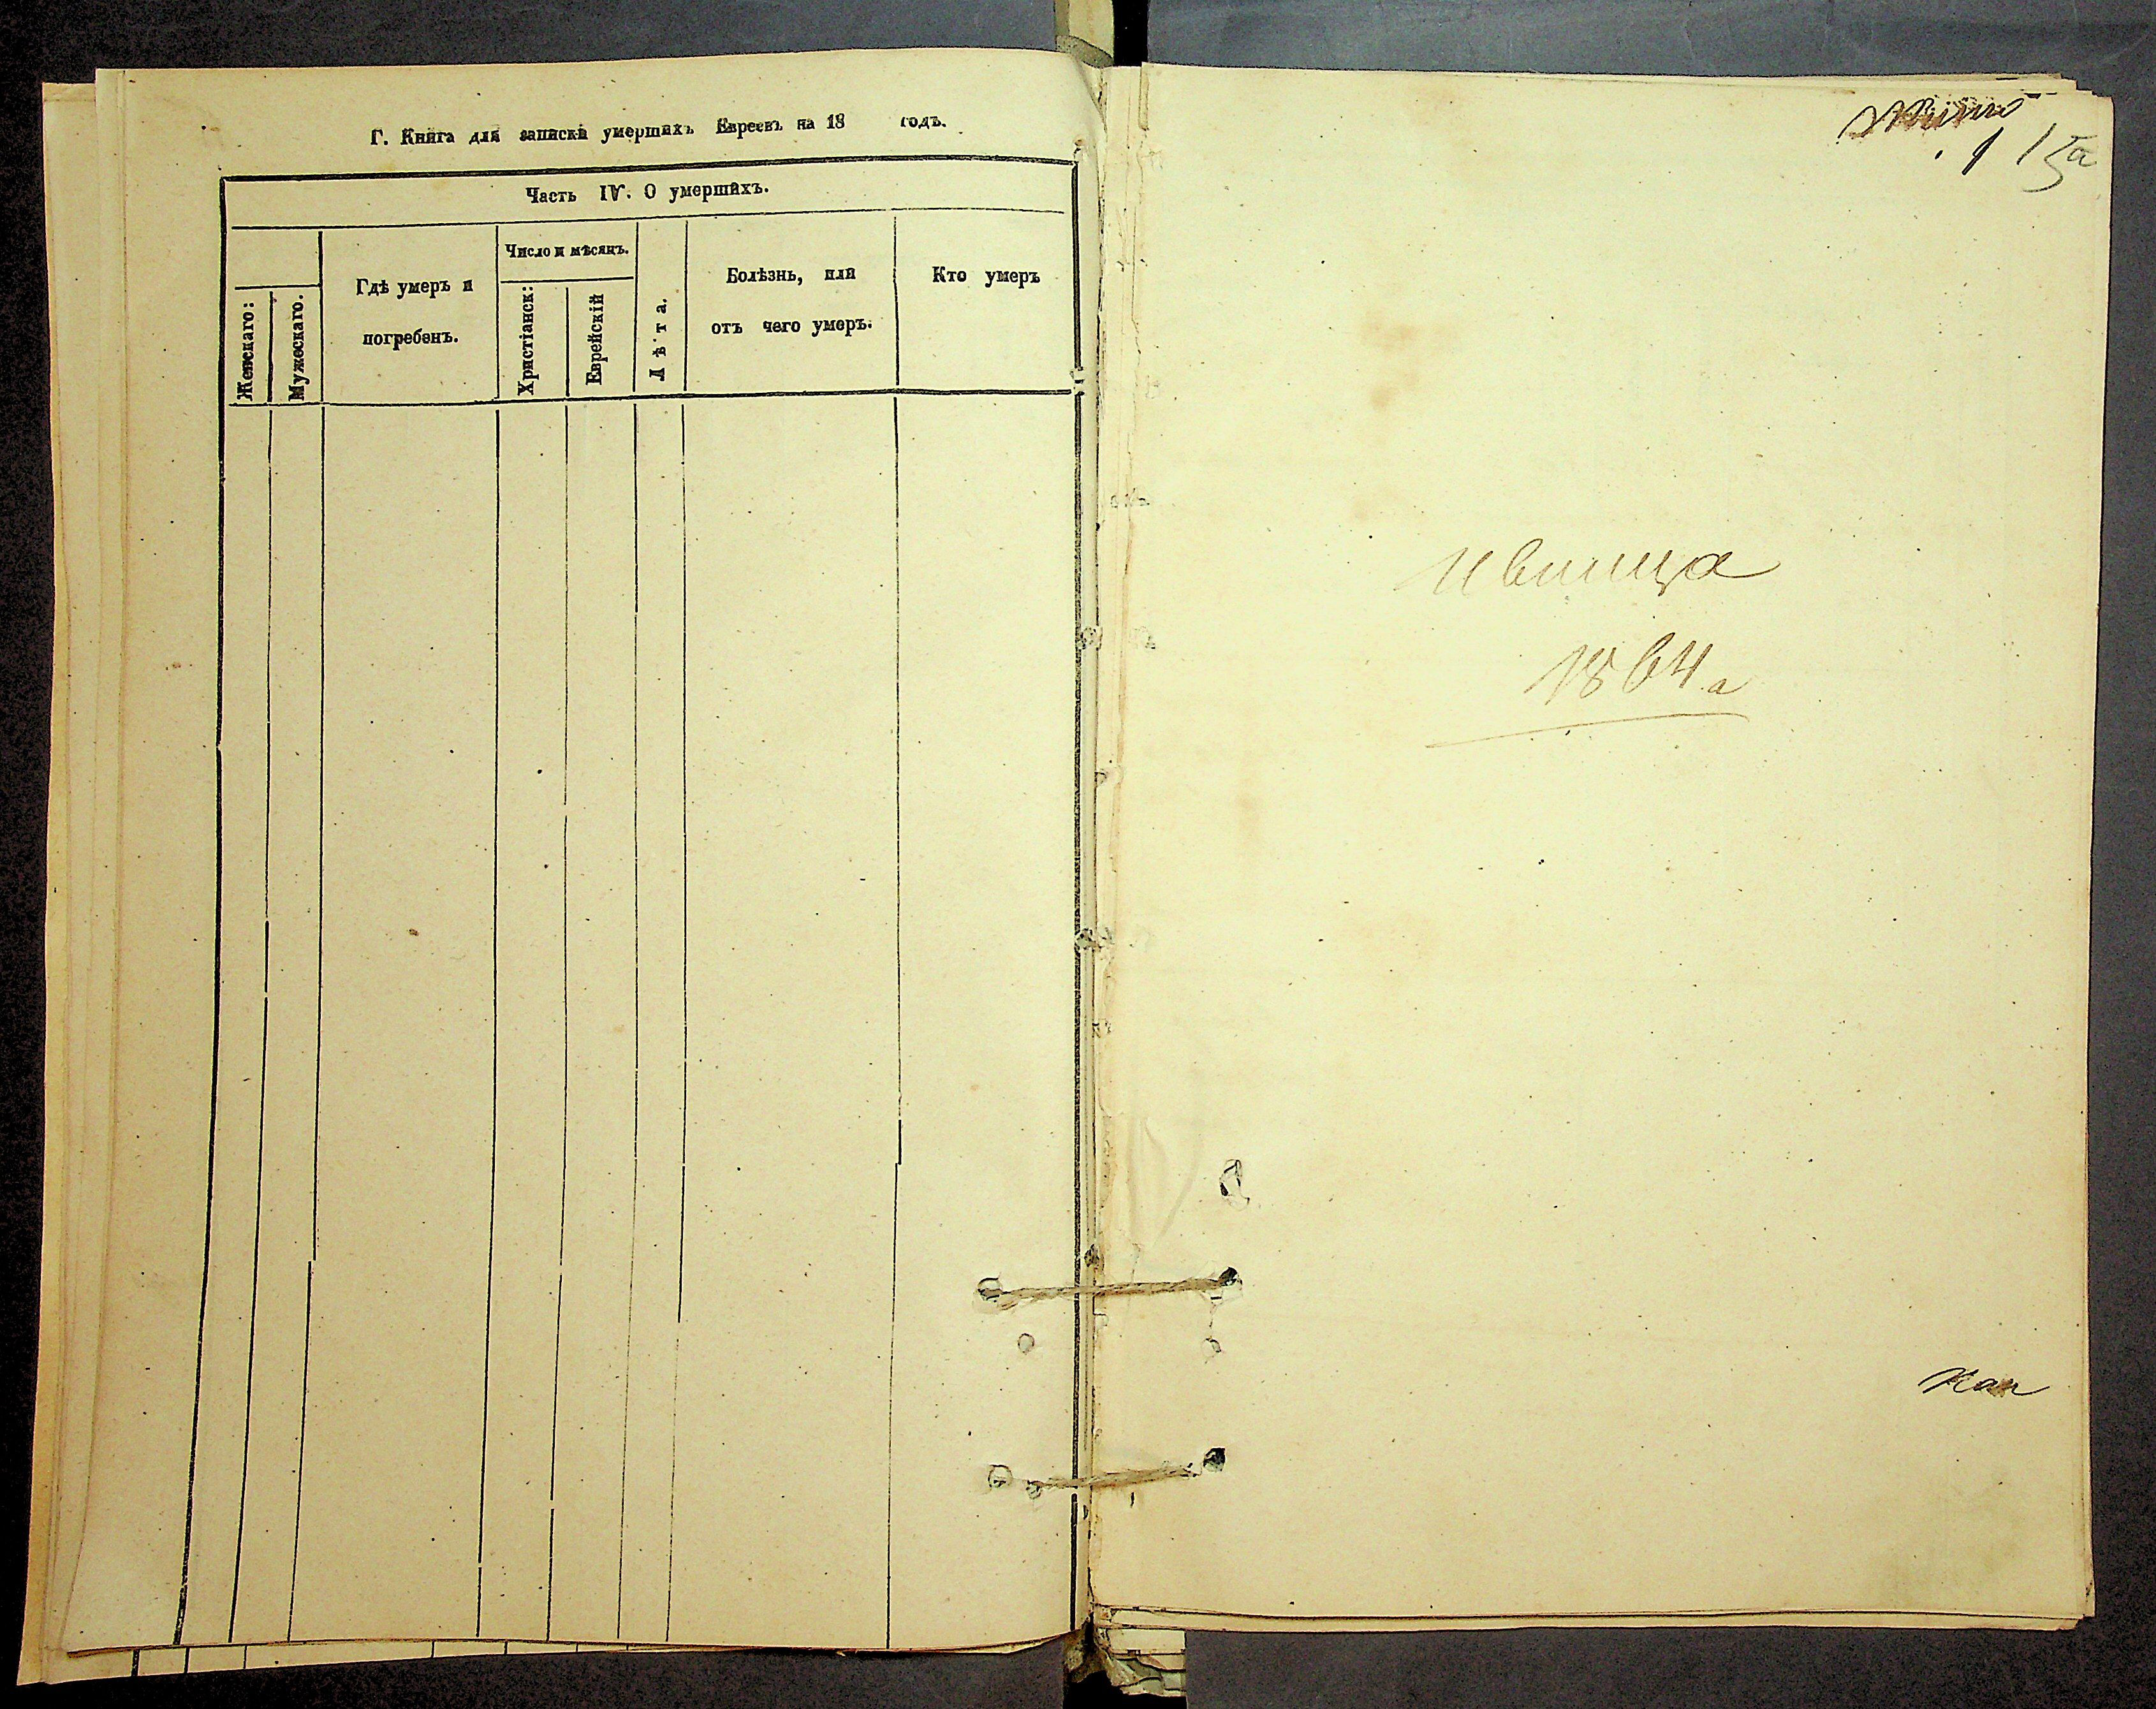 Г. Книга для записки умершихъ Евреевъ на 18 годъ.
Часть IV. О умершихъ.
Женскаго:
Мужескаго.
Гдѣ умеръ и
погребенъ.
Число и мѣсяцъ.
Христіанск:
Еврейскій
Лѣта.
Болѣзнь, или
отъ чего умеръ.
Кто умеръ
1
Ивница
1864 а